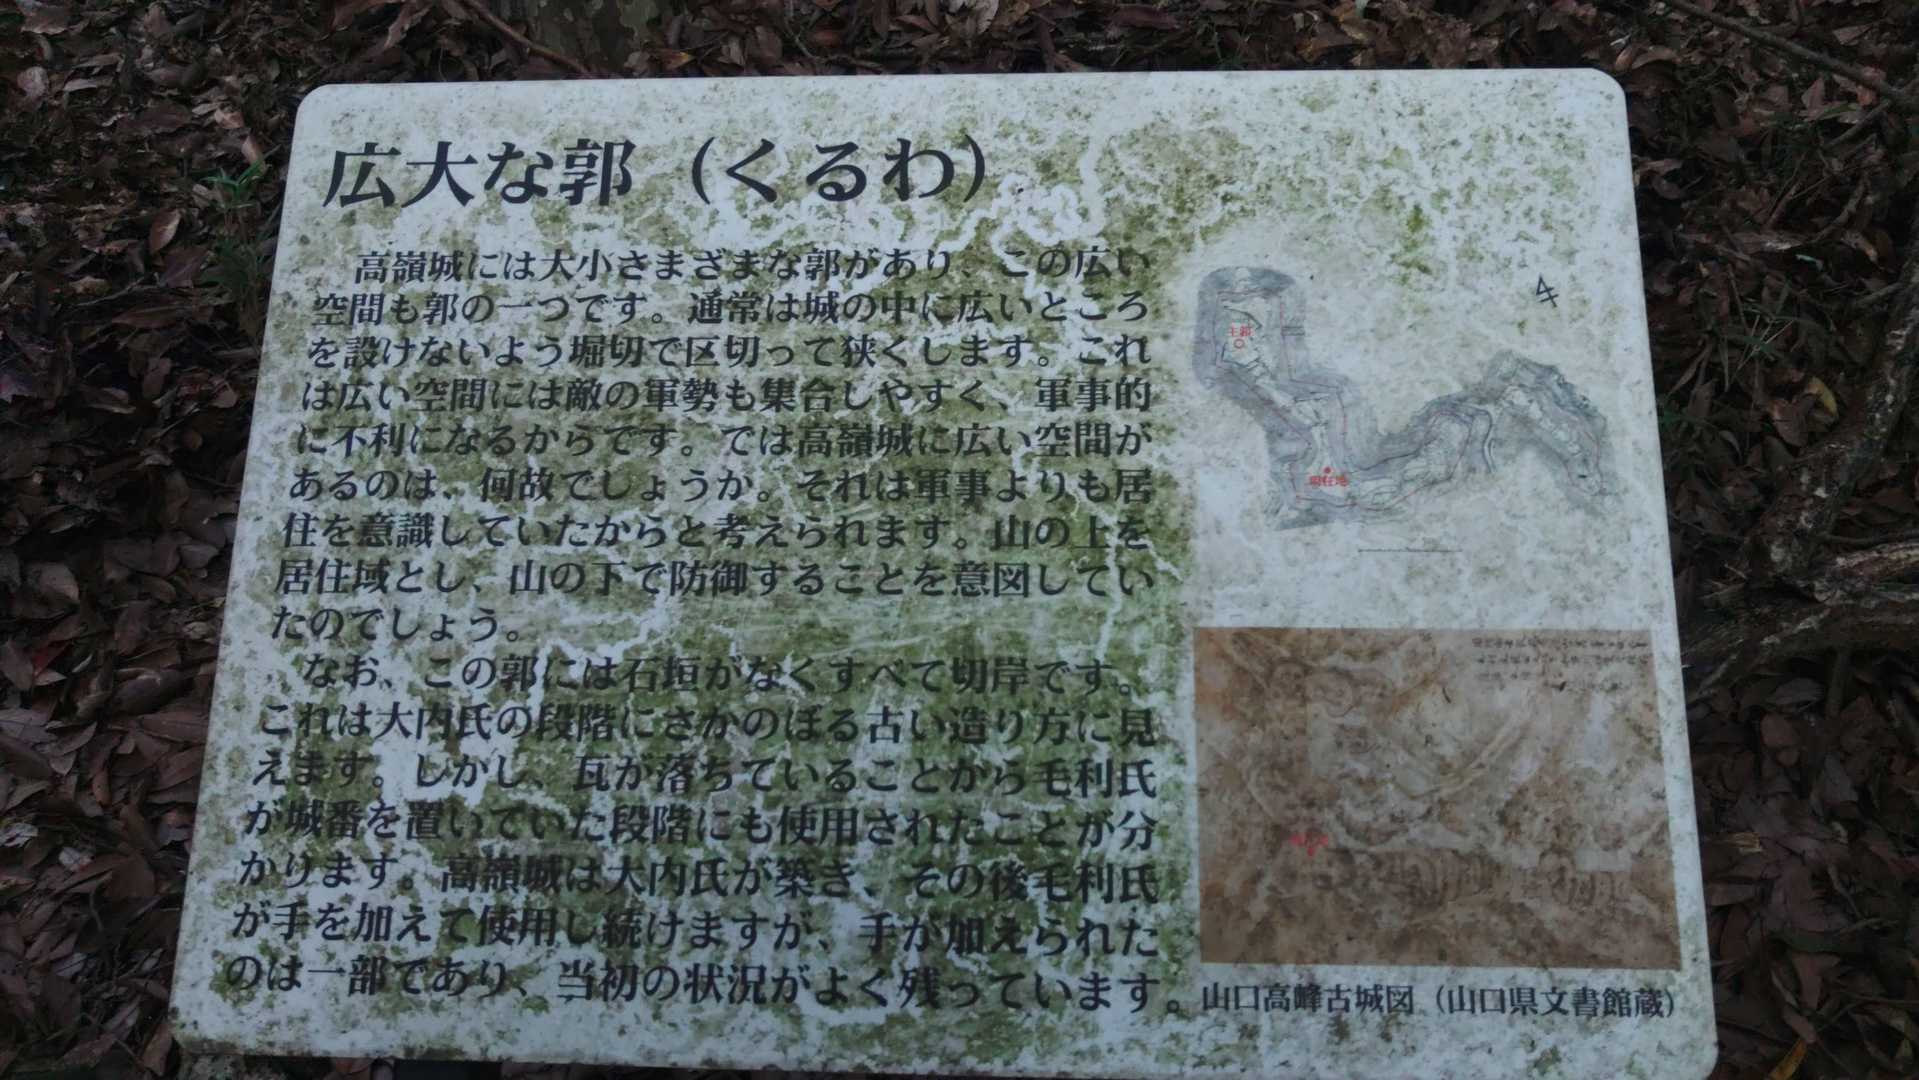 広大な郭（くるわ）
高嶺城には大小さまざまな郭があり、この広い
空間も郭の一つです。通常は城の中に広いところ
を設けないよう堀切で区切って狭くします。これ
は広い空間には敵の軍勢も集合しやすく、軍事的
に不利になるからです。では高嶺城に広い空間が
あるのは、何故でしょうか。それは軍事よりも居
住を意識していたからと考えられます。山の上を
居住域とし、山の下で防御することを意図してい
たのでしょう。
なお、この郭には石垣がなくすべて切岸です。
これは大内氏の段階にさかのぼる古い造り方に見
えます。しかし、瓦が落ちていることから毛利氏
が城番を置いていた段階にも使用されたことが分
かります。高嶺城は大内氏が築き、その後毛利氏
が手を加えて使用し続けますが、手が加えられた
のは一部であり、当初の状況がよく残っています。
主郭
現在地
山口高峰古城図（山口県文書館蔵）